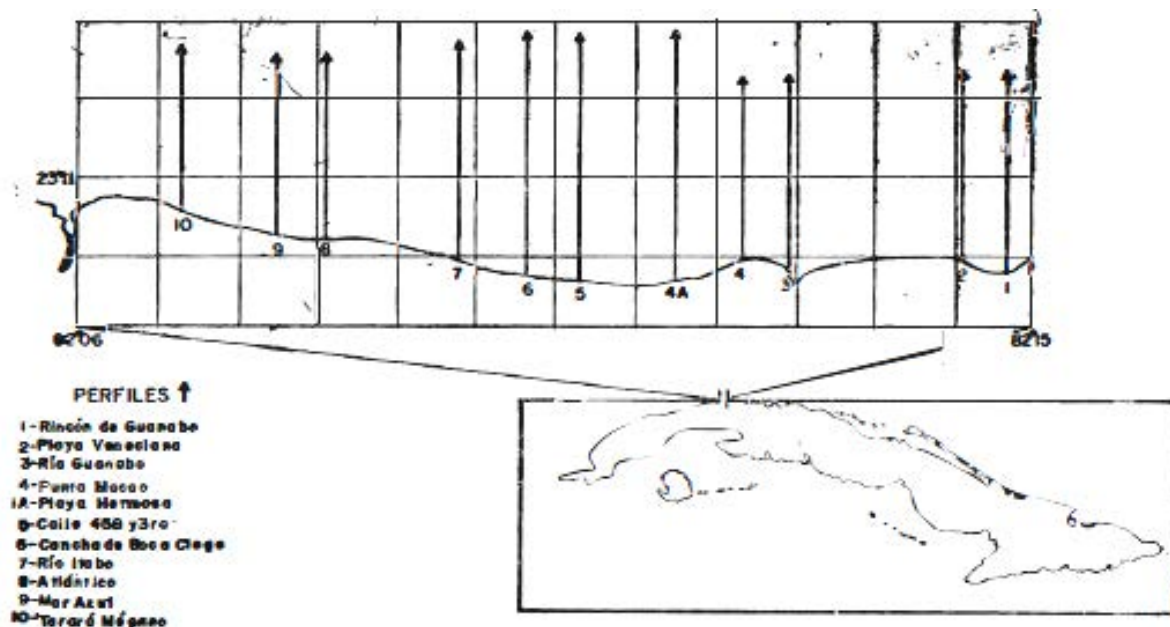 23°11
10
9
8
7
6
5
4A
4
3
2
1
82°06
82°15
PERFILES
1-Rincón de Guanabo
2-Playa Veneciana
3-Río Guanabo
4-Punta Macao
4A-Playa Hermosa
5-Calle 458 y 3ra
6-Concha de Boca Ciega
7-Río Itabo
8-Atlántico
9-Mar Azul
10-Tarará Mégano